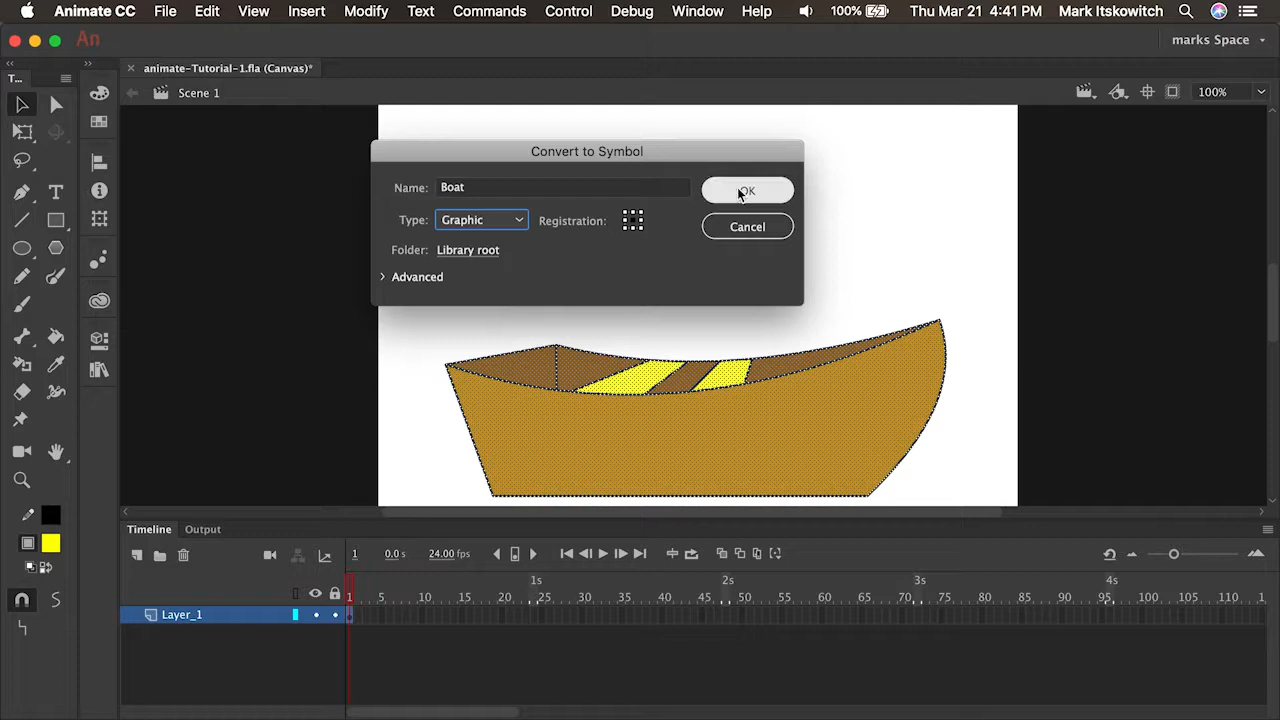 Animate CC File Edit View Insert Modify Text Commands Control Debug Window Help 100% Thu Mar 21 4:41 PM Mark Itskowitch
An marks Space
T... animate-Tutorial-1.fla (Canvas)*
Scene 1 100%
Convert to Symbol
Name: Boat OK
Type: Graphic Registration: Cancel
Folder: Library root
Advanced
T
Timeline Output
1 0.0 s 24.00 fps
1s 2s 3s 4s
1 5 10 15 20 25 30 35 40 45 50 55 60 65 70 75 80 85 90 95 100 105 110 1
Layer_1